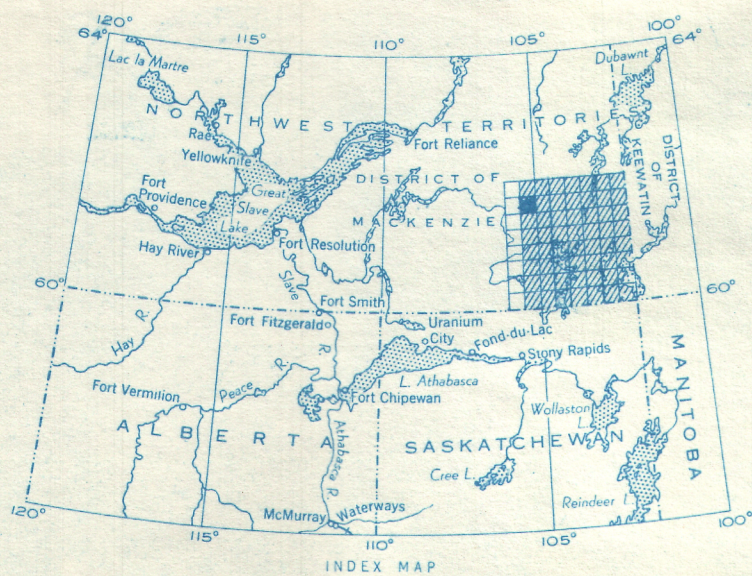 120°
115°
110°
105°
100°
64°
64°
Lac la Martre
Dubawnt
L.
NORTHWEST TERRITORIE
Rae
Fort Reliance
Yellowknife
DISTRICT OF
MACKENZIE
DISTRICT
OF
KEEWATIN
Fort
Providence
Great
Slave
Lake
Hay River
Fort Resolution
Slave
R.
60°
60°
Fort Smith
Fort Fitzgerald
Uranium
City
Fond-du-Lac
Stony Rapids
Hay R.
Fort Vermilion
Peace R.
L. Athabasca
Fort Chipewan
Wollaston
L.
MANITOBA
ALBERTA
SASKATCHEWAN
Athabasca R.
Cree L.
Reindeer L.
McMurray
Waterways
120°
115°
110°
105°
100°
INDEX MAP